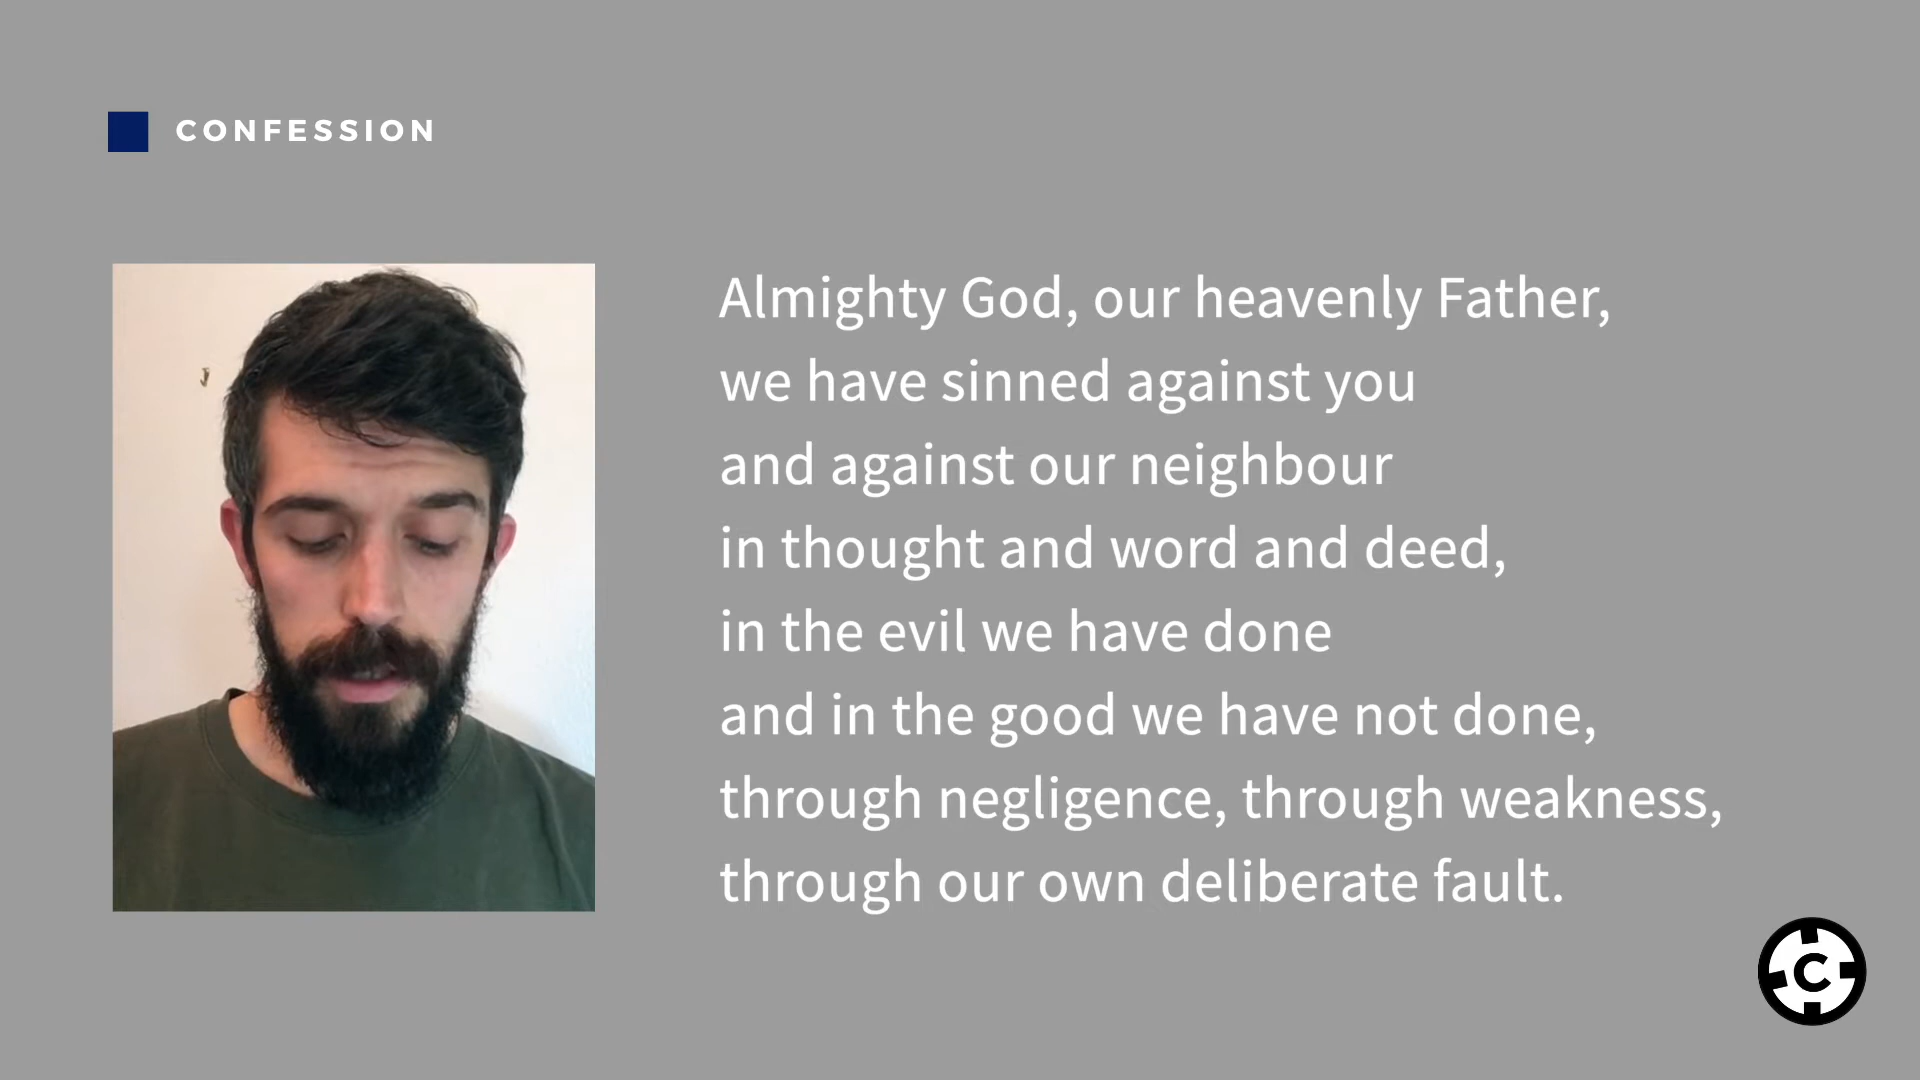 CONFESSION
Almighty God, our heavenly Father,
we have sinned against you
and against our neighbour
in thought and word and deed,
in the evil we have done
and in the good we have not done,
through negligence, through weakness,
through our own deliberate fault.
C